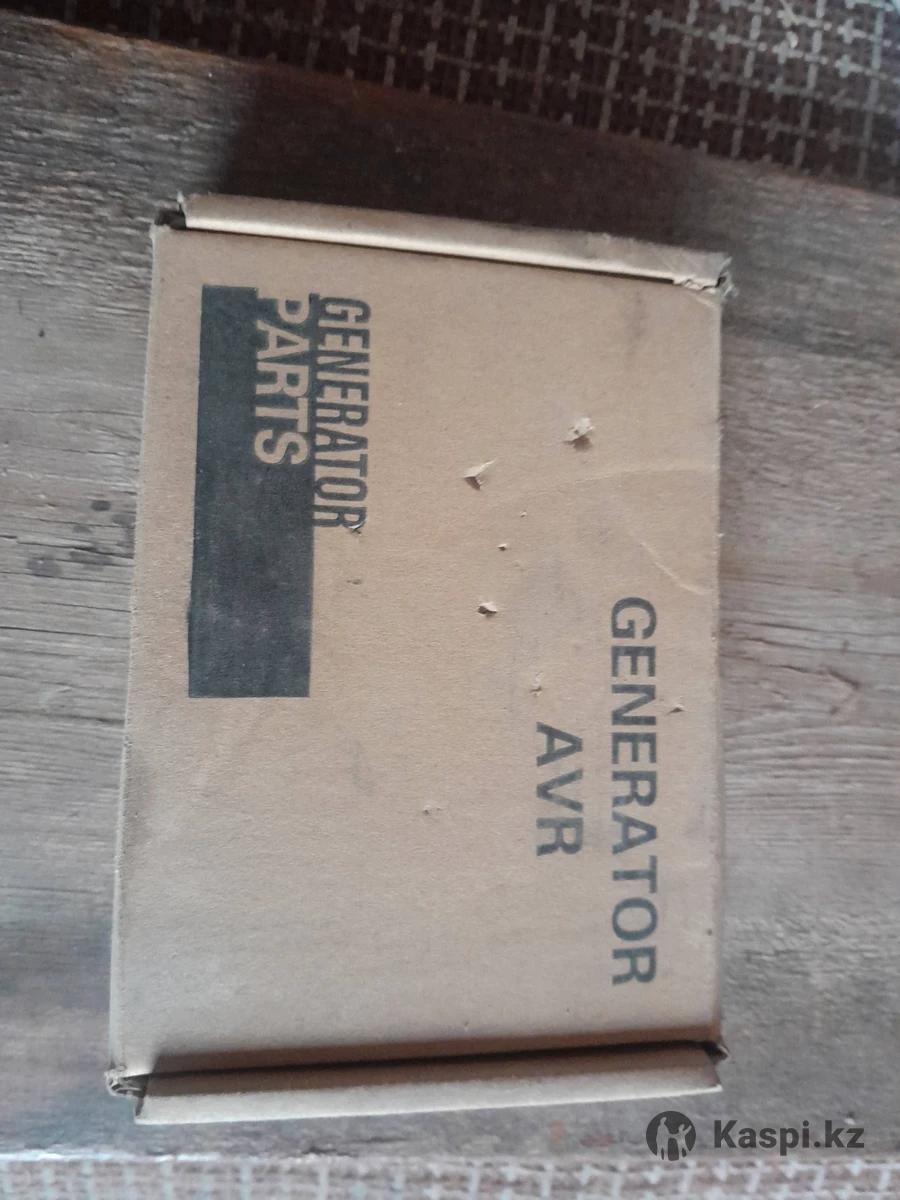 GENERATOR
PARTS
GENERATOR
AVR
Kaspi.kz